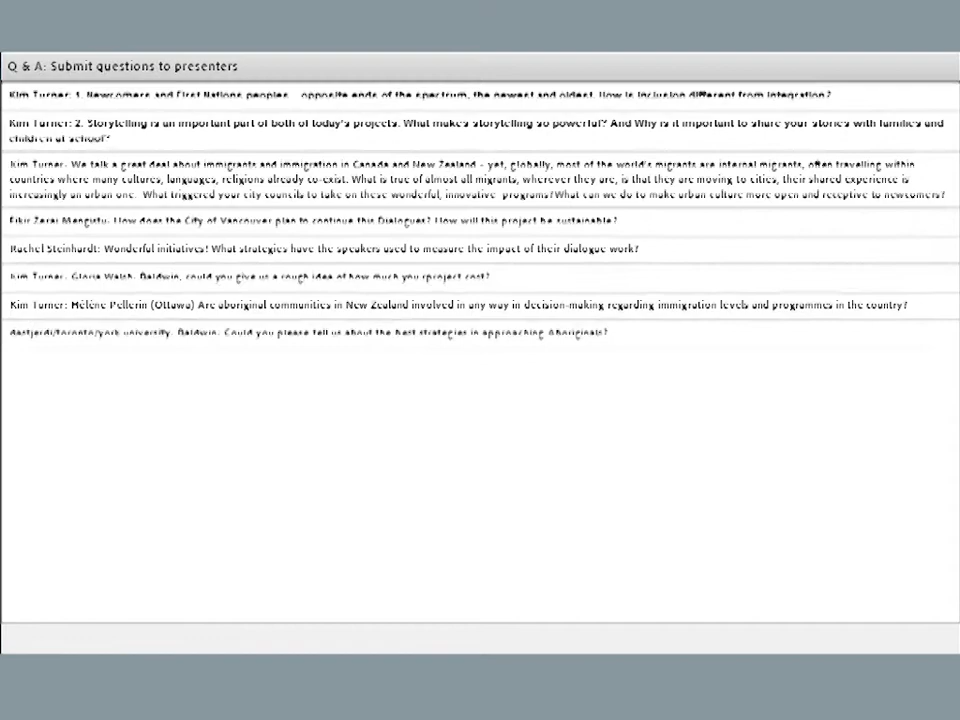 Q & A: Submit questions to presenters
Kim Turner: 1. Newcomers and First Nations peoples - opposite ends of the spectrum, the newest and oldest. How is inclusion different from integration?
Kim Turner: 2. Storytelling is an important part of both of today's projects. What makes storytelling so powerful? And Why is it important to share your stories with families and
children at school?
Kim Turner: We talk a great deal about immigrants and immigration in Canada and New Zealand - yet, globally, most of the world's migrants are internal migrants, often travelling within
countries where many cultures, languages, religions already co-exist. What is true of almost all migrants, wherever they are, is that they are moving to cities, their shared experience is
increasingly an urban one. What triggered your city councils to take on these wonderful, innovative programs?What can we do to make urban culture more open and receptive to newcomers?
Fikir Zerai Mengistu: How does the City of Vancouver plan to continue this Dialogues? How will this project be sustainable?
Rachel Steinhardt: Wonderful initiatives! What strategies have the speakers used to measure the impact of their dialogue work?
Kim Turner: Gloria Walsh: Baldwin, could you give us a rough idea of how much you rproject cost?
Kim Turner: Hélène Pellerin (Ottawa) Are aboriginal communities in New Zealand involved in any way in decision-making regarding immigration levels and programmes in the country?
dastjerdi/toronto/york university: Baldwin: Could you please tell us about the best strategies in approaching Aboriginals?